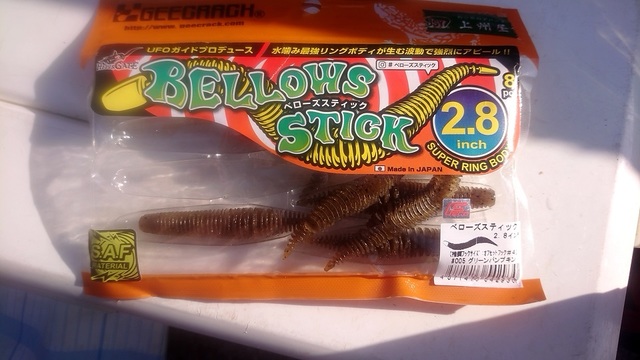 GEECRACK
http://www.geecrack.com
上州屋
UFOガイドプロデュース / 水噛み最強リングボディが生む波動で強烈にアピール!!
BELLOWS
#ベローズスティック
ベローズスティック
STICK
8
2.8
inch
SUPER RING BODY
Made in JAPAN
S.A.F
MATERIAL
ベローズスティック
2.8インチ
#005 グリーンパンプキン